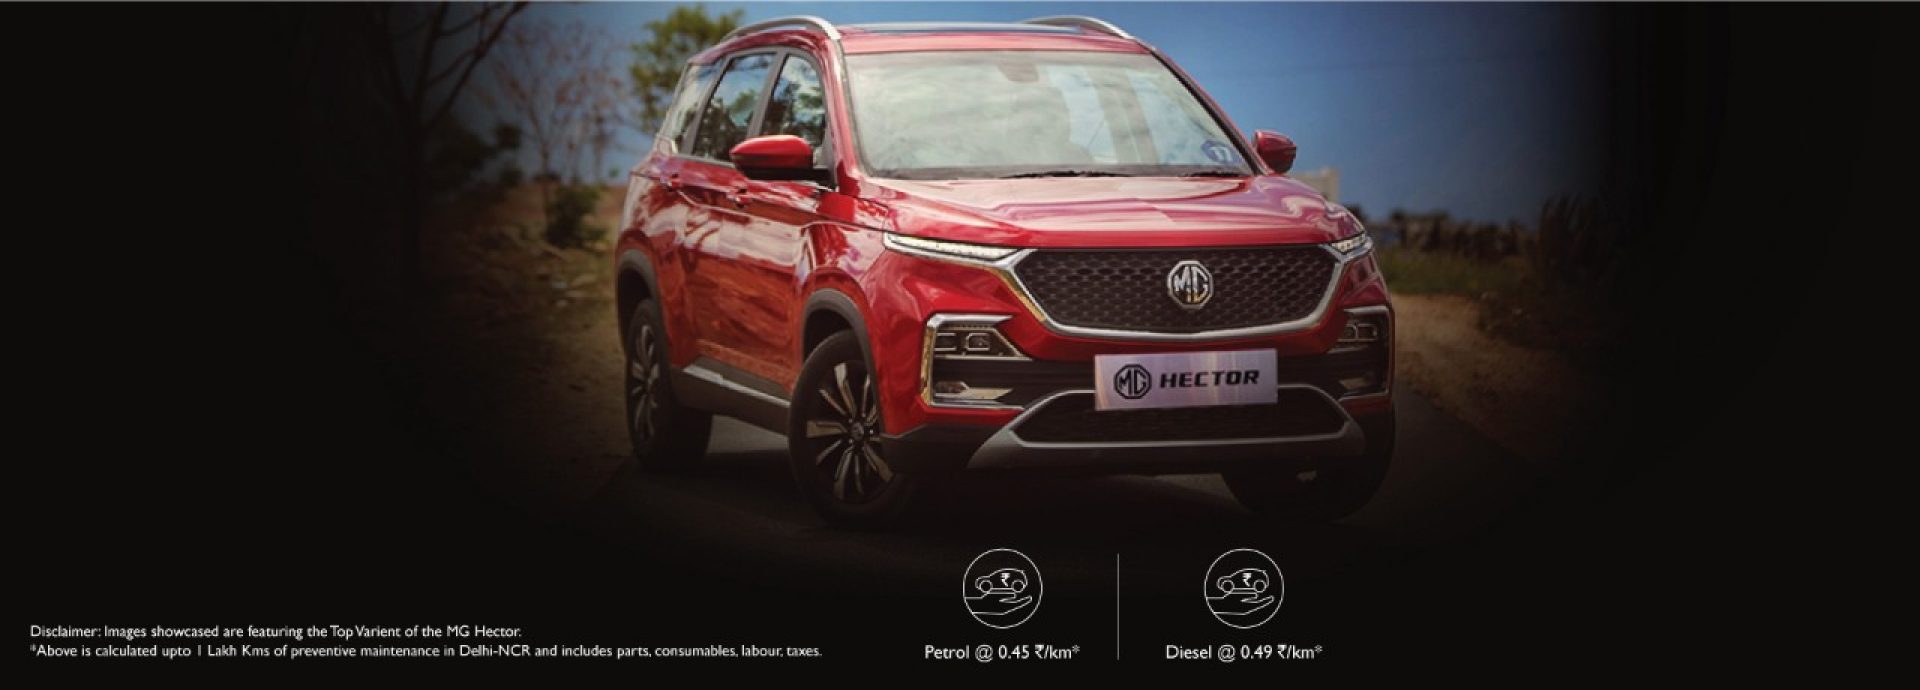 MG
MG HECTOR
Petrol @ 0.45 ₹/km*
Diesel @ 0.49 ₹/km*
Disclaimer: Images showcased are featuring the Top Varient of the MG Hector.
*Above is calculated upto 1 Lakh Kms of preventive maintenance in Delhi-NCR and includes parts, consumables, labour, taxes.